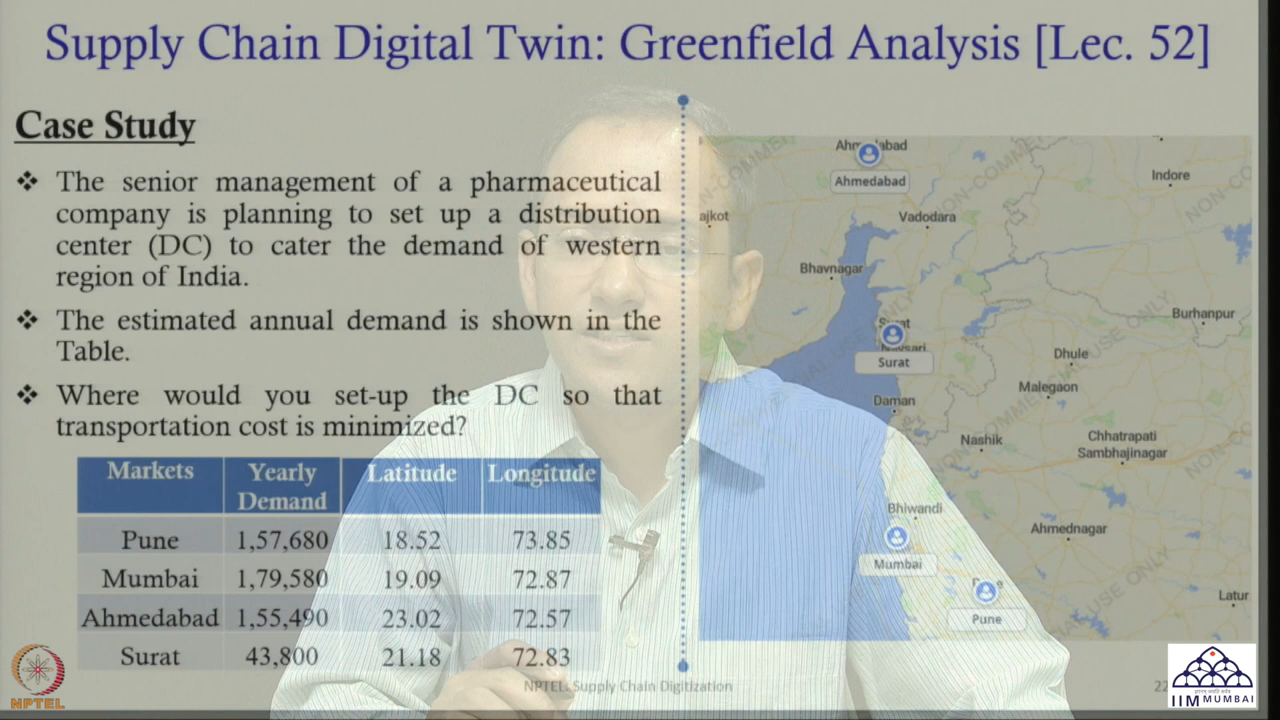 Supply Chain Digital Twin: Greenfield Analysis [Lec. 52]
Case Study
❖ The senior management of a pharmaceutical
company is planning to set up a distribution
center (DC) to cater the demand of western
region of India.
❖ The estimated annual demand is shown in the
Table.
❖ Where would you set-up the DC so that
transportation cost is minimized?
Markets Yearly Demand Latitude Longitude
Pune 1,57,680 18.52 73.85
Mumbai 1,79,580 19.09 72.87
Ahmedabad 1,55,490 23.02 72.57
Surat 43,800 21.18 72.83
Ahmedabad
Indore
ajkot
Vadodara
Bhavnagar
Burhanpur
Surat
Dhule
Malegaon
Daman
Nashik
Chhatrapati
Sambhajinagar
Bhiwandi
Ahmednagar
Mumbai
Latur
Pune
NPTEL
NPTEL: Supply Chain Digitization
IIM MUMBAI